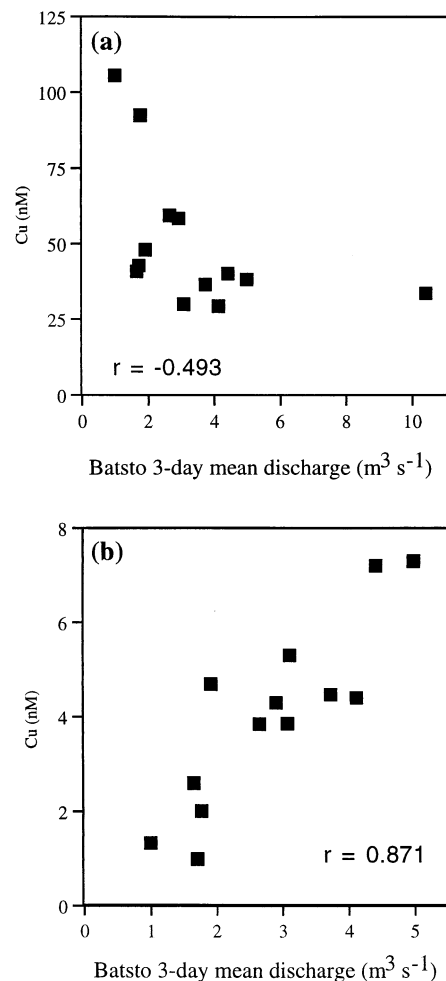 (a)
125
100
75
50
25
0
Cu (nM)
r = -0.493
0 2 4 6 8 10
Batsto 3-day mean discharge (m³ s⁻¹)
(b)
8
6
4
2
0
Cu (nM)
r = 0.871
0 1 2 3 4 5
Batsto 3-day mean discharge (m³ s⁻¹)